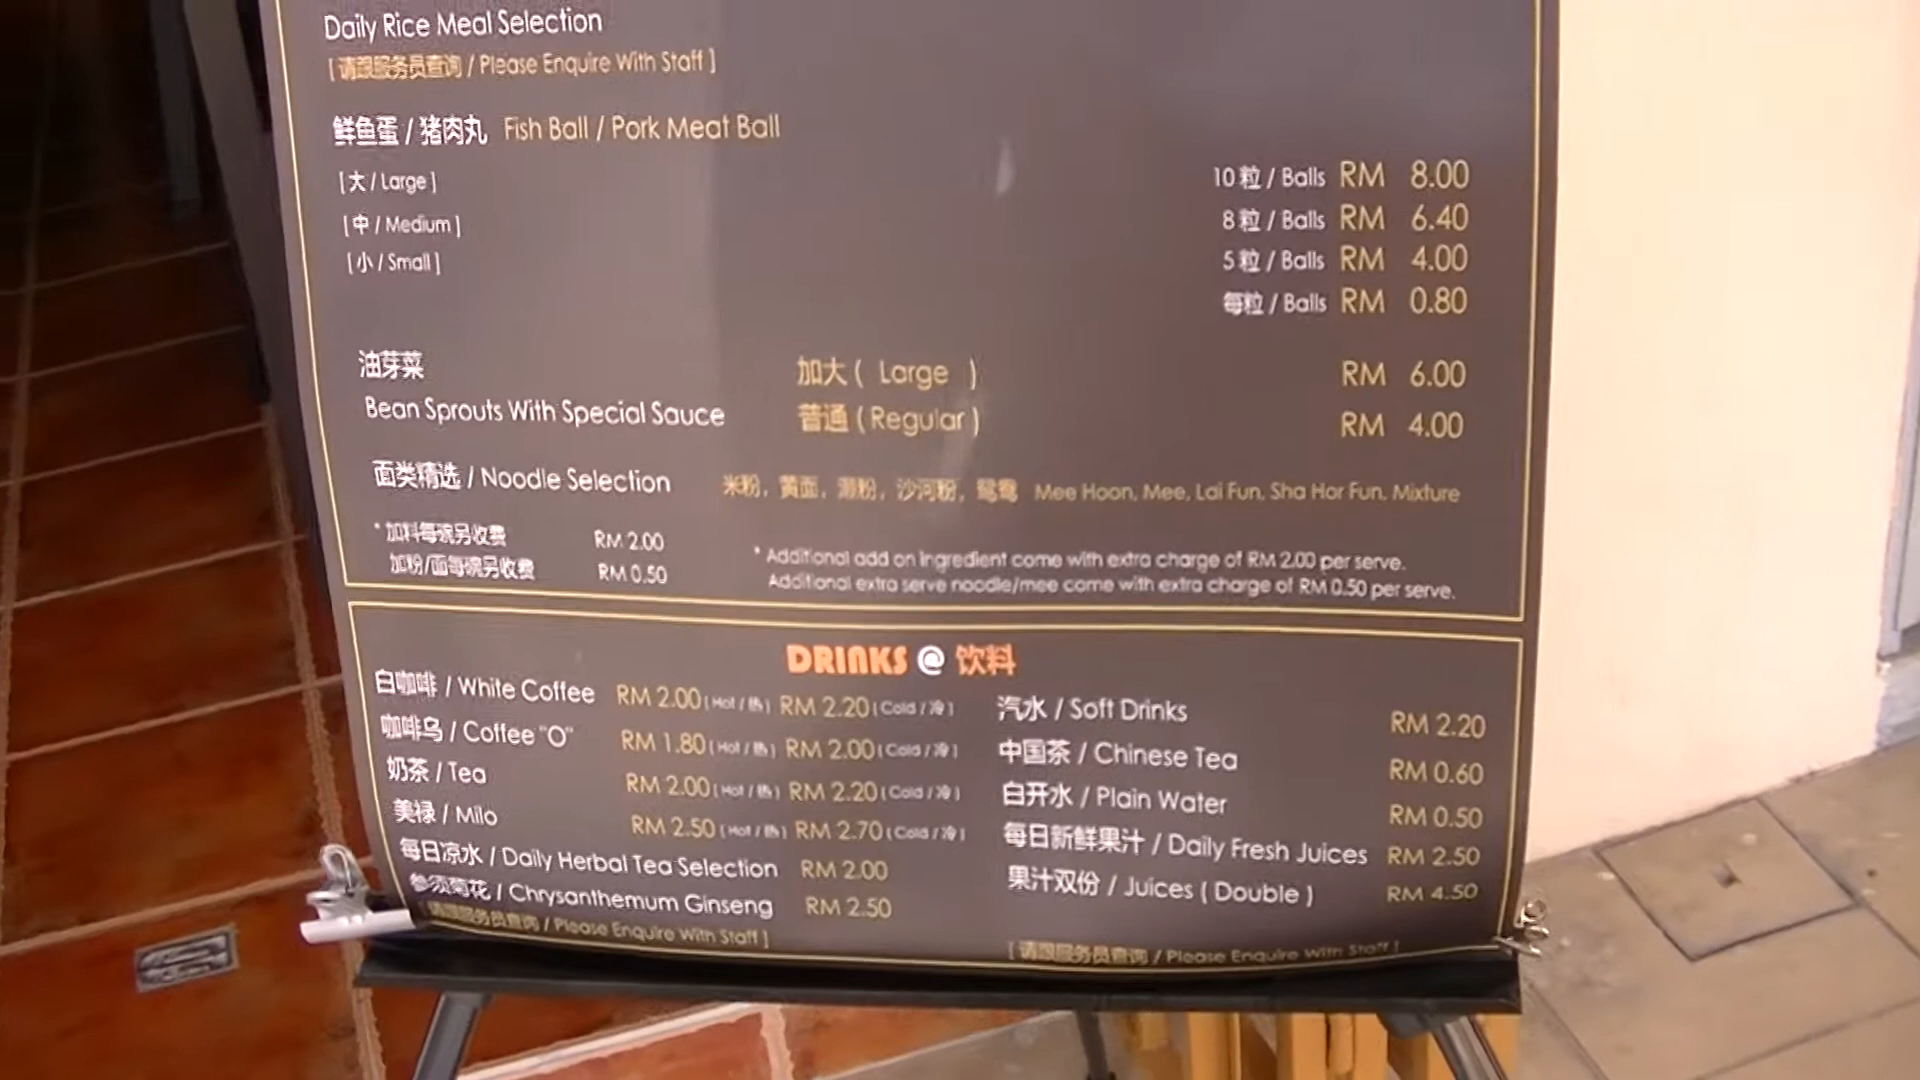 Daily Rice Meal Selection
[ 请跟服务员查询 / Please Enquire With Staff ]
鲜鱼蛋 / 猪肉丸 Fish Ball / Pork Meat Ball
[ 大 / Large ] 10 粒 / Balls RM 8.00
[ 中 / Medium ] 8 粒 / Balls RM 6.40
[ 小 / Small ] 5 粒 / Balls RM 4.00
每粒 / Balls RM 0.80
油芽菜 加大 ( Large ) RM 6.00
Bean Sprouts With Special Sauce 普通 ( Regular ) RM 4.00
面类精选 / Noodle Selection 米粉, 黄面, 濑粉, 沙河粉, 鸳鸯 Mee Hoon, Mee, Lai Fun, Sha Hor Fun, Mixture
* 加料每碗另收费 RM 2.00 * Additional add on ingredient come with extra charge of RM 2.00 per serve.
加粉/面每碗另收费 RM 0.50 Additional extra serve noodle/mee come with extra charge of RM 0.50 per serve.
DRINKS @ 饮料
白咖啡 / White Coffee RM 2.00 ( Hot /热 ) RM 2.20 ( Cold / 冷 )
咖啡乌 / Coffee "O" RM 1.80 ( Hot / 热 ) RM 2.00 ( Cold / 冷 )
奶茶 / Tea RM 2.00 ( Hot / 热 ) RM 2.20 ( Cold / 冷 )
美禄 / Milo RM 2.50 ( Hot / 热 ) RM 2.70 ( Cold / 冷 )
每日凉水 / Daily Herbal Tea Selection RM 2.00
参须菊花 / Chrysanthemum Ginseng RM 2.50
[ 请跟服务员查询 / Please Enquire With Staff ]
汽水 / Soft Drinks RM 2.20
中国茶 / Chinese Tea RM 0.60
白开水 / Plain Water RM 0.50
每日新鲜果汁 / Daily Fresh Juices RM 2.50
果汁双份 / Juices ( Double ) RM 4.50
[ 请跟服务员查询 / Please Enquire With Staff ]